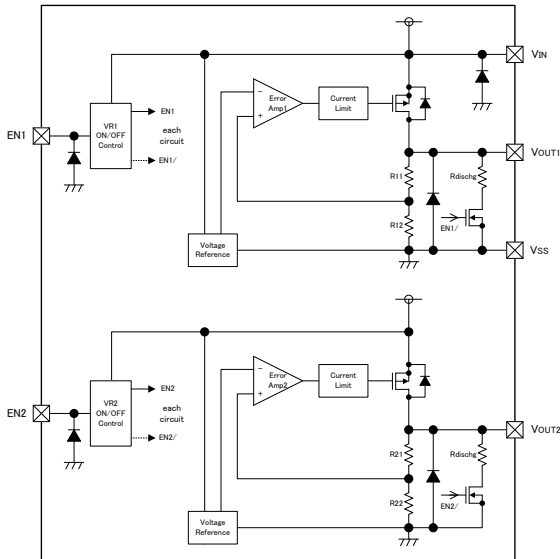 VIN
EN1
VR1
ON/OFF
Control
EN1
each
circuit
EN1/
−
+
Error
Amp1
Current
Limit
VOUT1
R11
Rdischg
EN1/
R12
Voltage
Reference
VSS
EN2
VR2
ON/OFF
Control
EN2
each
circuit
EN2/
−
+
Error
Amp2
Current
Limit
VOUT2
R21
Rdischg
EN2/
R22
Voltage
Reference